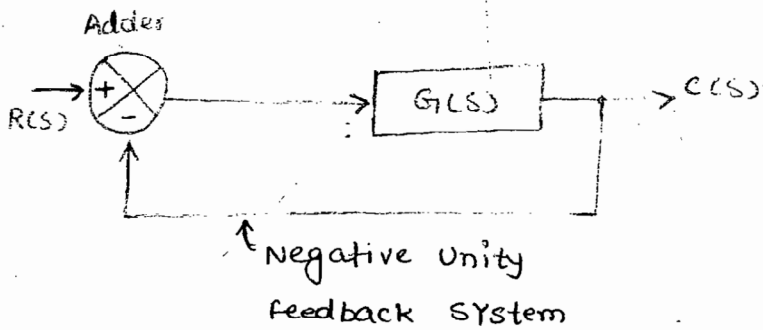 Adder
R(S)
+
-
G(S)
C(S)
Negative Unity
feedback system